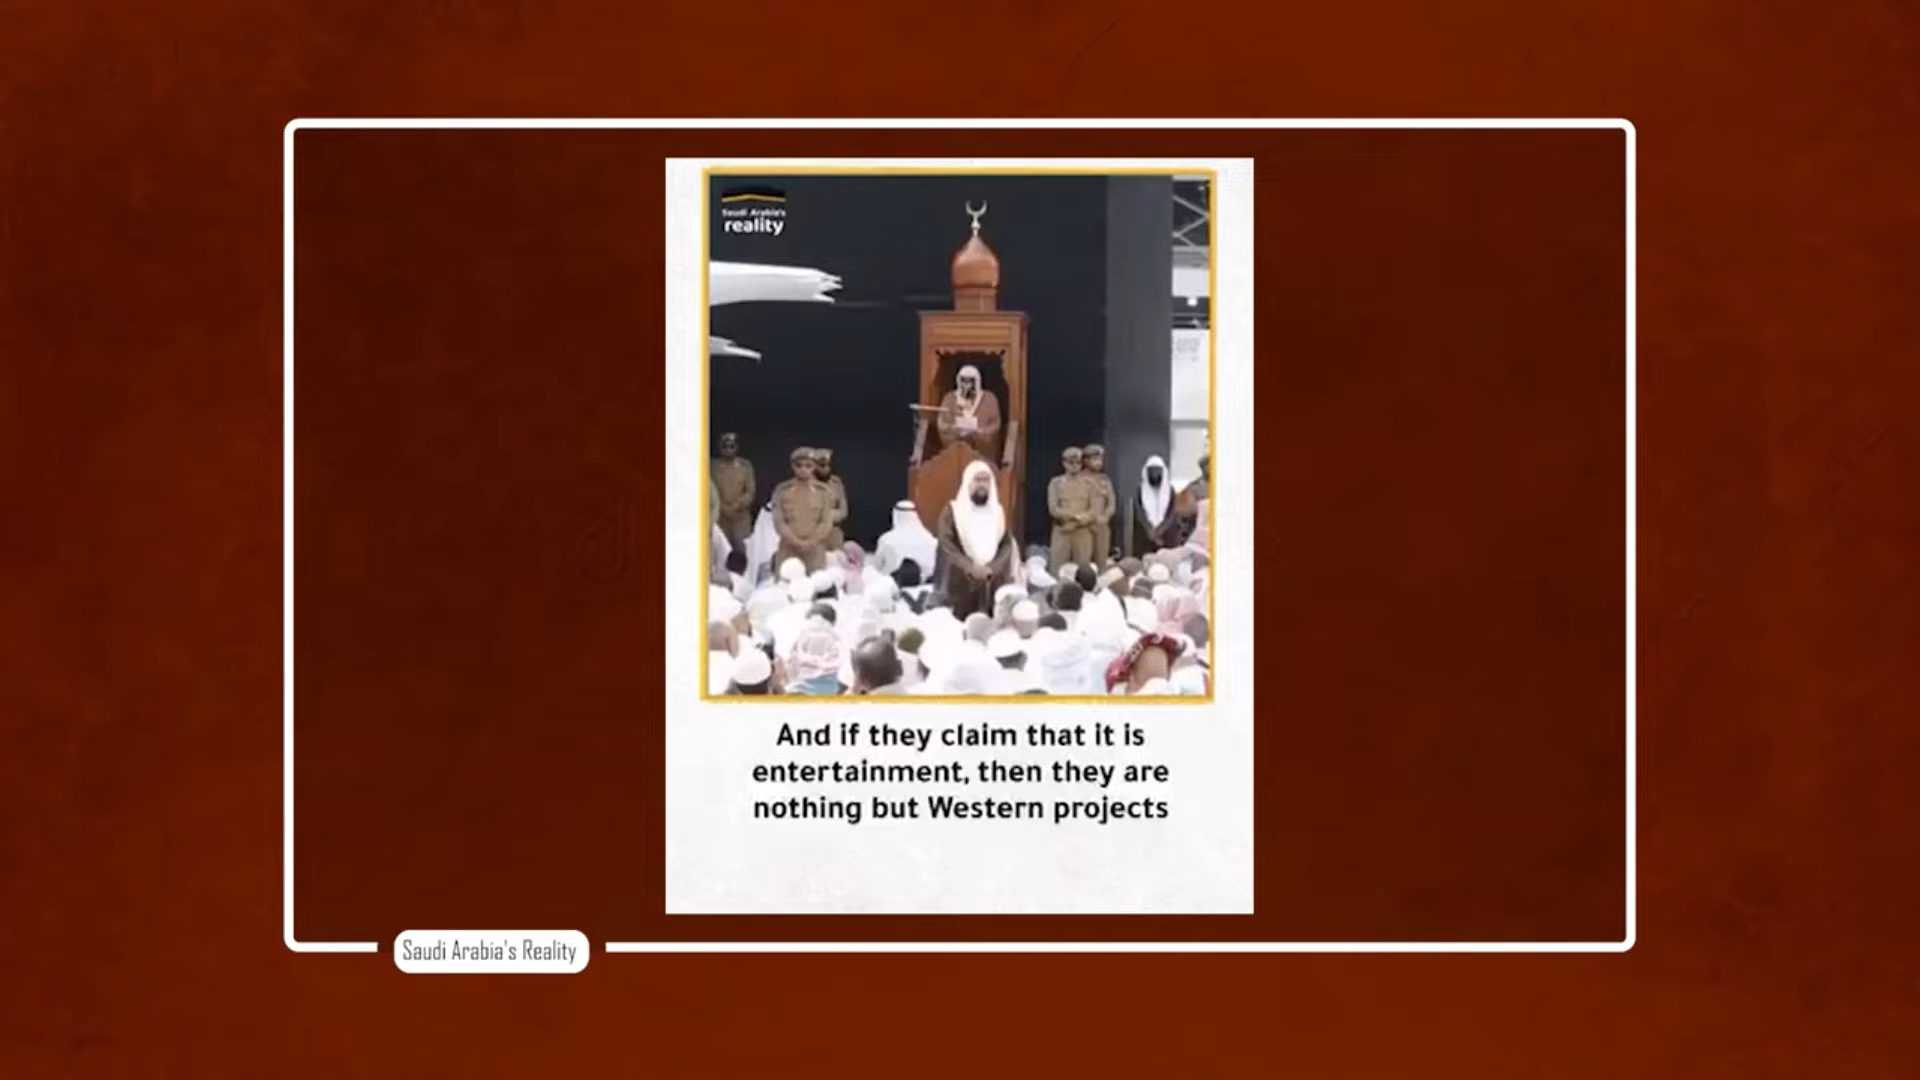 Saudi Arabia's
reality
And if they claim that it is
entertainment, then they are
nothing but Western projects
Saudi Arabia's Reality